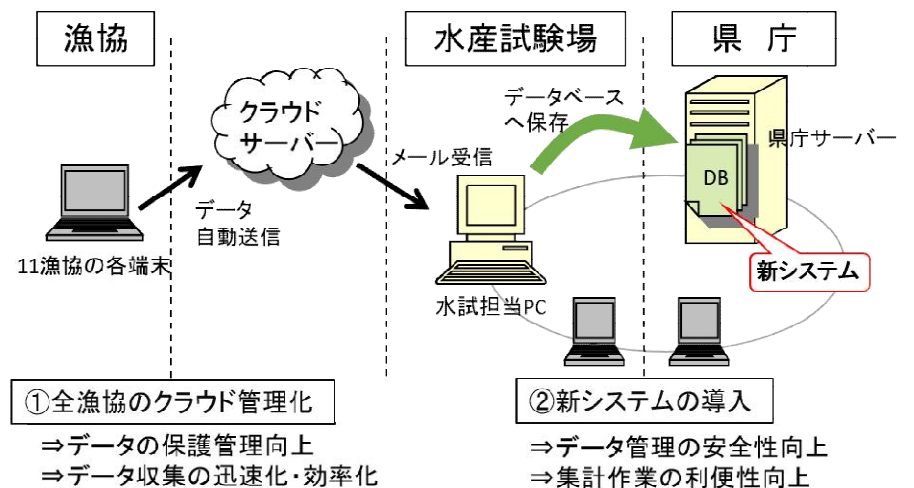 漁協
水産試験場
県 庁
クラウド
サーバー
データベース
へ保存
県庁サーバー
メール受信
DB
データ
自動送信
新システム
11漁協の各端末
水試担当PC
①全漁協のクラウド管理化
⇒データの保護管理向上
⇒データ収集の迅速化・効率化
②新システムの導入
⇒データ管理の安全性向上
⇒集計作業の利便性向上